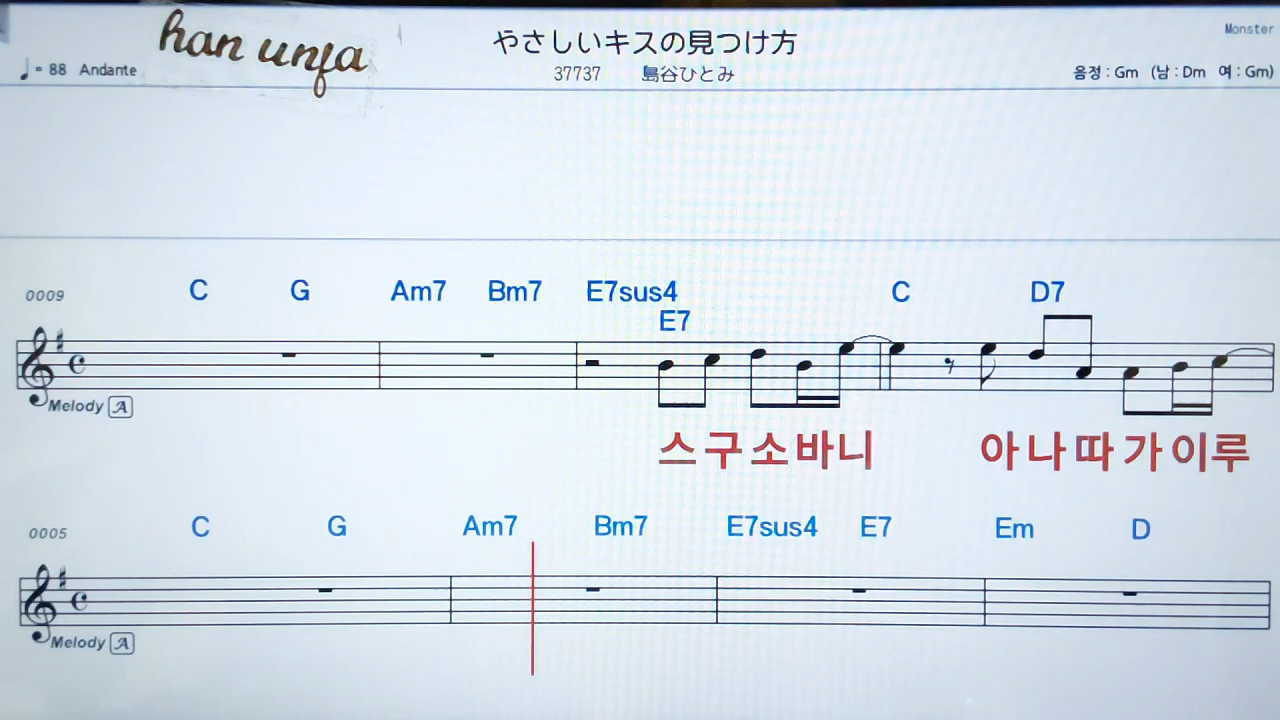 han unfa
やさしいキスの見つけ方
Monster
♩= 88 Andante
37737 島谷ひとみ
음정 : Gm (남 : Dm 여 : Gm)
0009 C G Am7 Bm7 E7sus4 C D7
E7
Melody A
스구소바니 아나따가이루
0005 C G Am7 Bm7 E7sus4 E7 Em D
Melody A